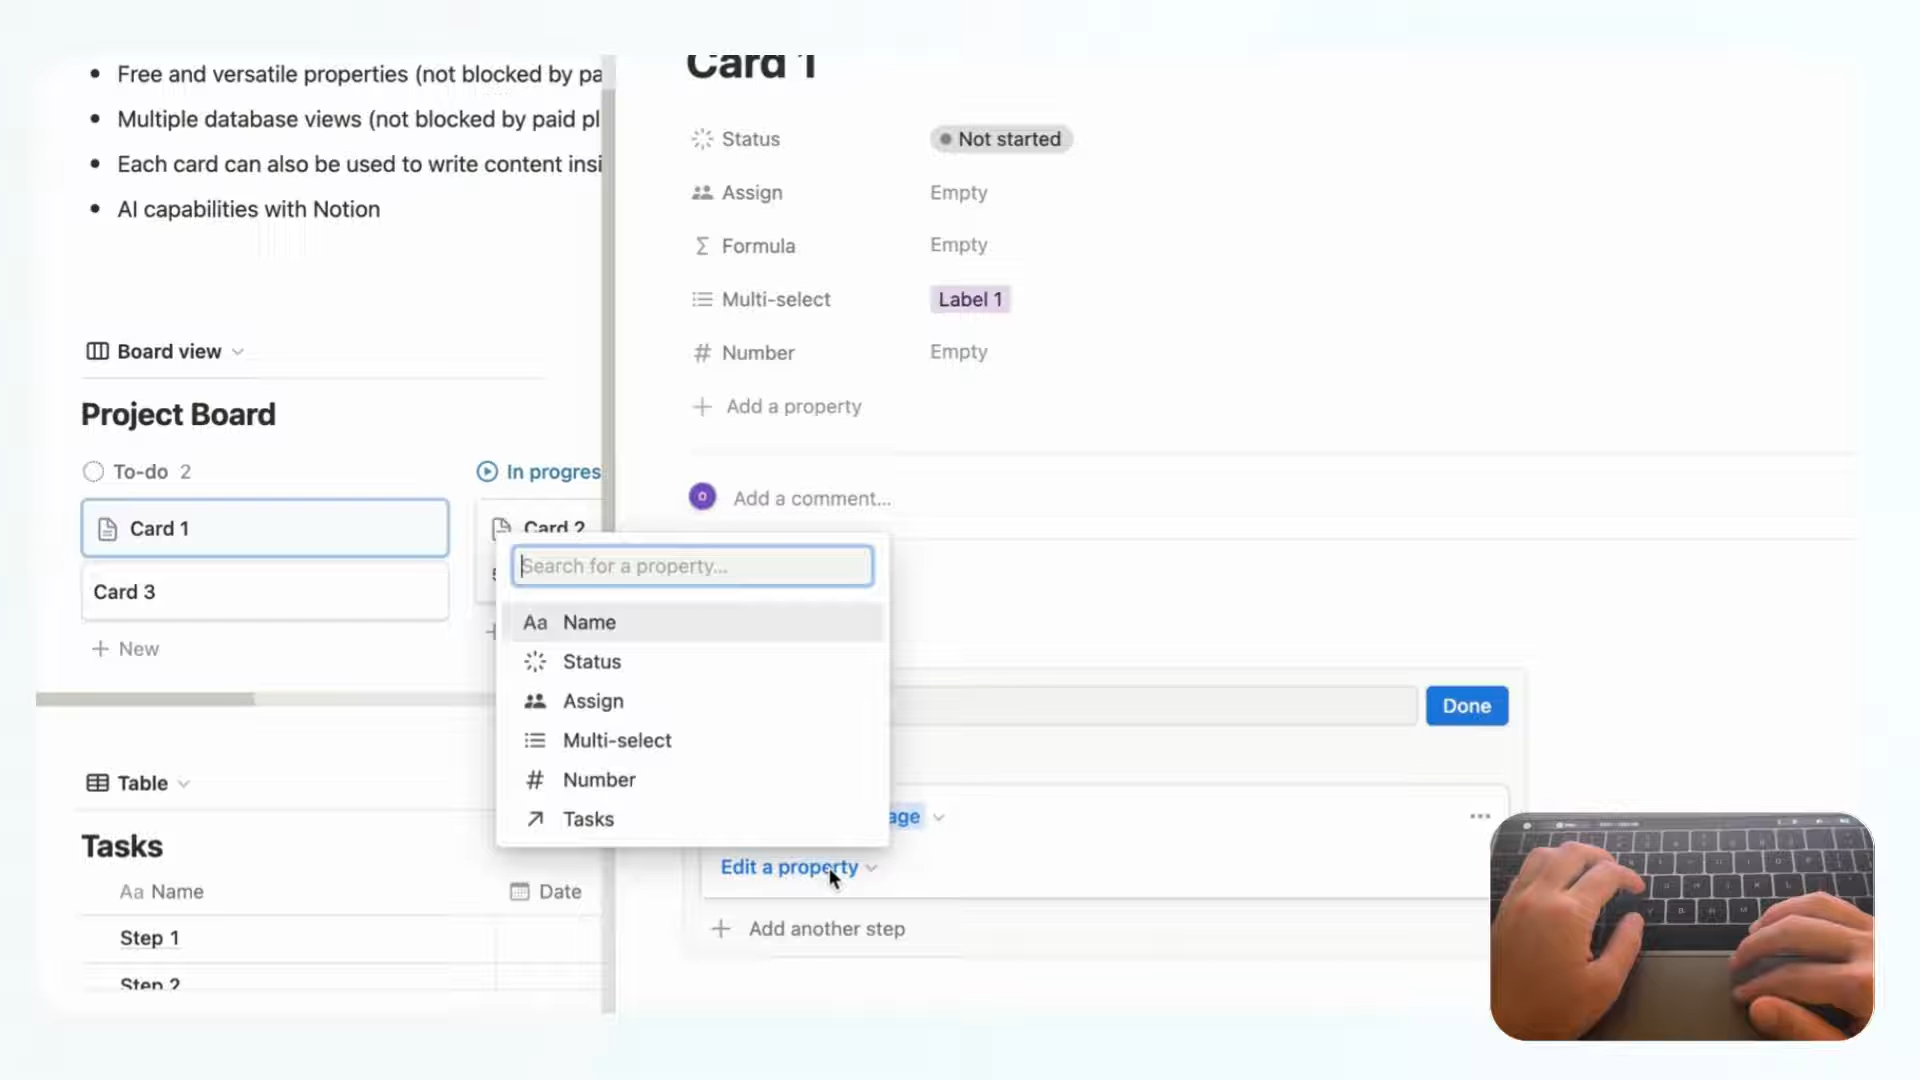 Free and versatile properties (not blocked by pa
Multiple database views (not blocked by paid pl
Each card can also be used to write content insi
AI capabilities with Notion
Board view
Project Board
To-do 2
In progres
Card 1
Card 2
Card 3
New
Table
Tasks
Aa Name
Date
Step 1
Step 2
Card 1
Status
Not started
Assign
Empty
Formula
Empty
Multi-select
Label 1
# Number
Empty
Add a property
O
Add a comment...
Search for a property...
Aa Name
Status
Assign
Multi-select
# Number
Tasks
Done
age
Edit a property
Add another step